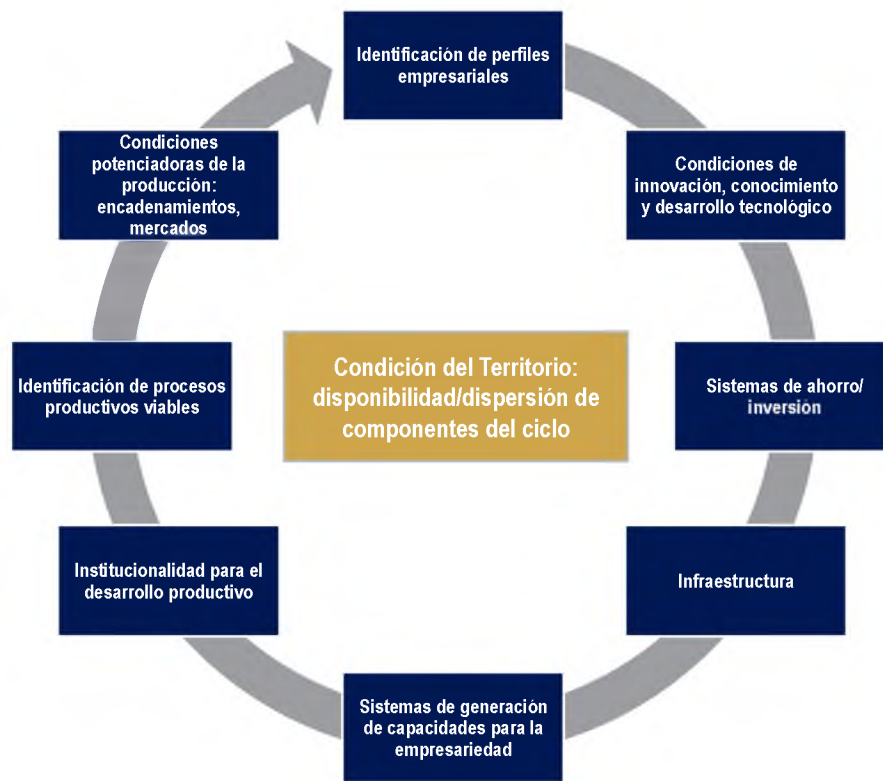 Identificación de perfiles
empresariales
Condiciones de
innovación, conocimiento
y desarrollo tecnológico
Sistemas de ahorro/
inversión
Infraestructura
Sistemas de generación
de capacidades para la
empresariedad
Institucionalidad para el
desarrollo productivo
Identificación de procesos
productivos viables
Condiciones
potenciadoras de la
producción:
encadenamientos,
mercados
Condición del Territorio:
disponibilidad/dispersión de
componentes del ciclo